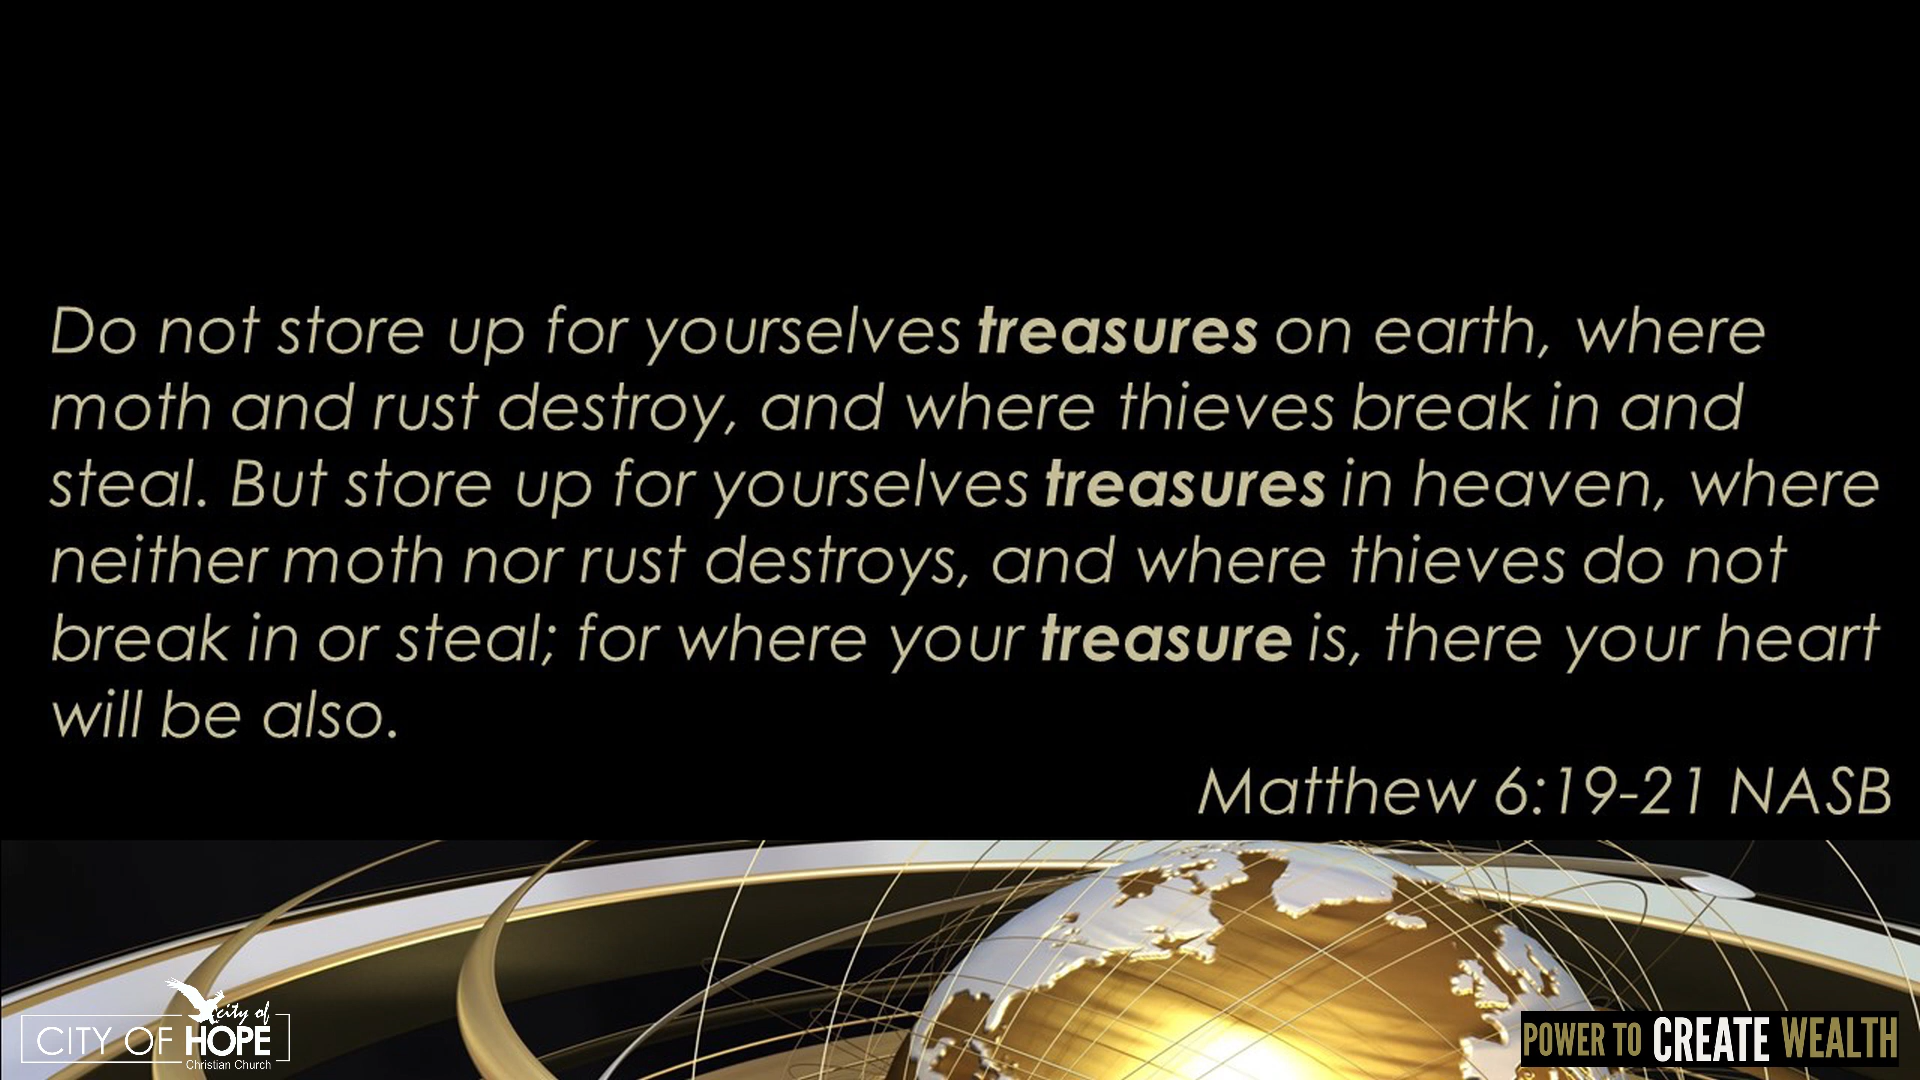 Do not store up for yourselves treasures on earth, where
moth and rust destroy, and where thieves break in and
steal. But store up for yourselves treasures in heaven, where
neither moth nor rust destroys, and where thieves do not
break in or steal; for where your treasure is, there your heart
will be also.
Matthew 6:19-21 NASB
city of
CITY OF HOPE
Christian Church
POWER TO CREATE WEALTH